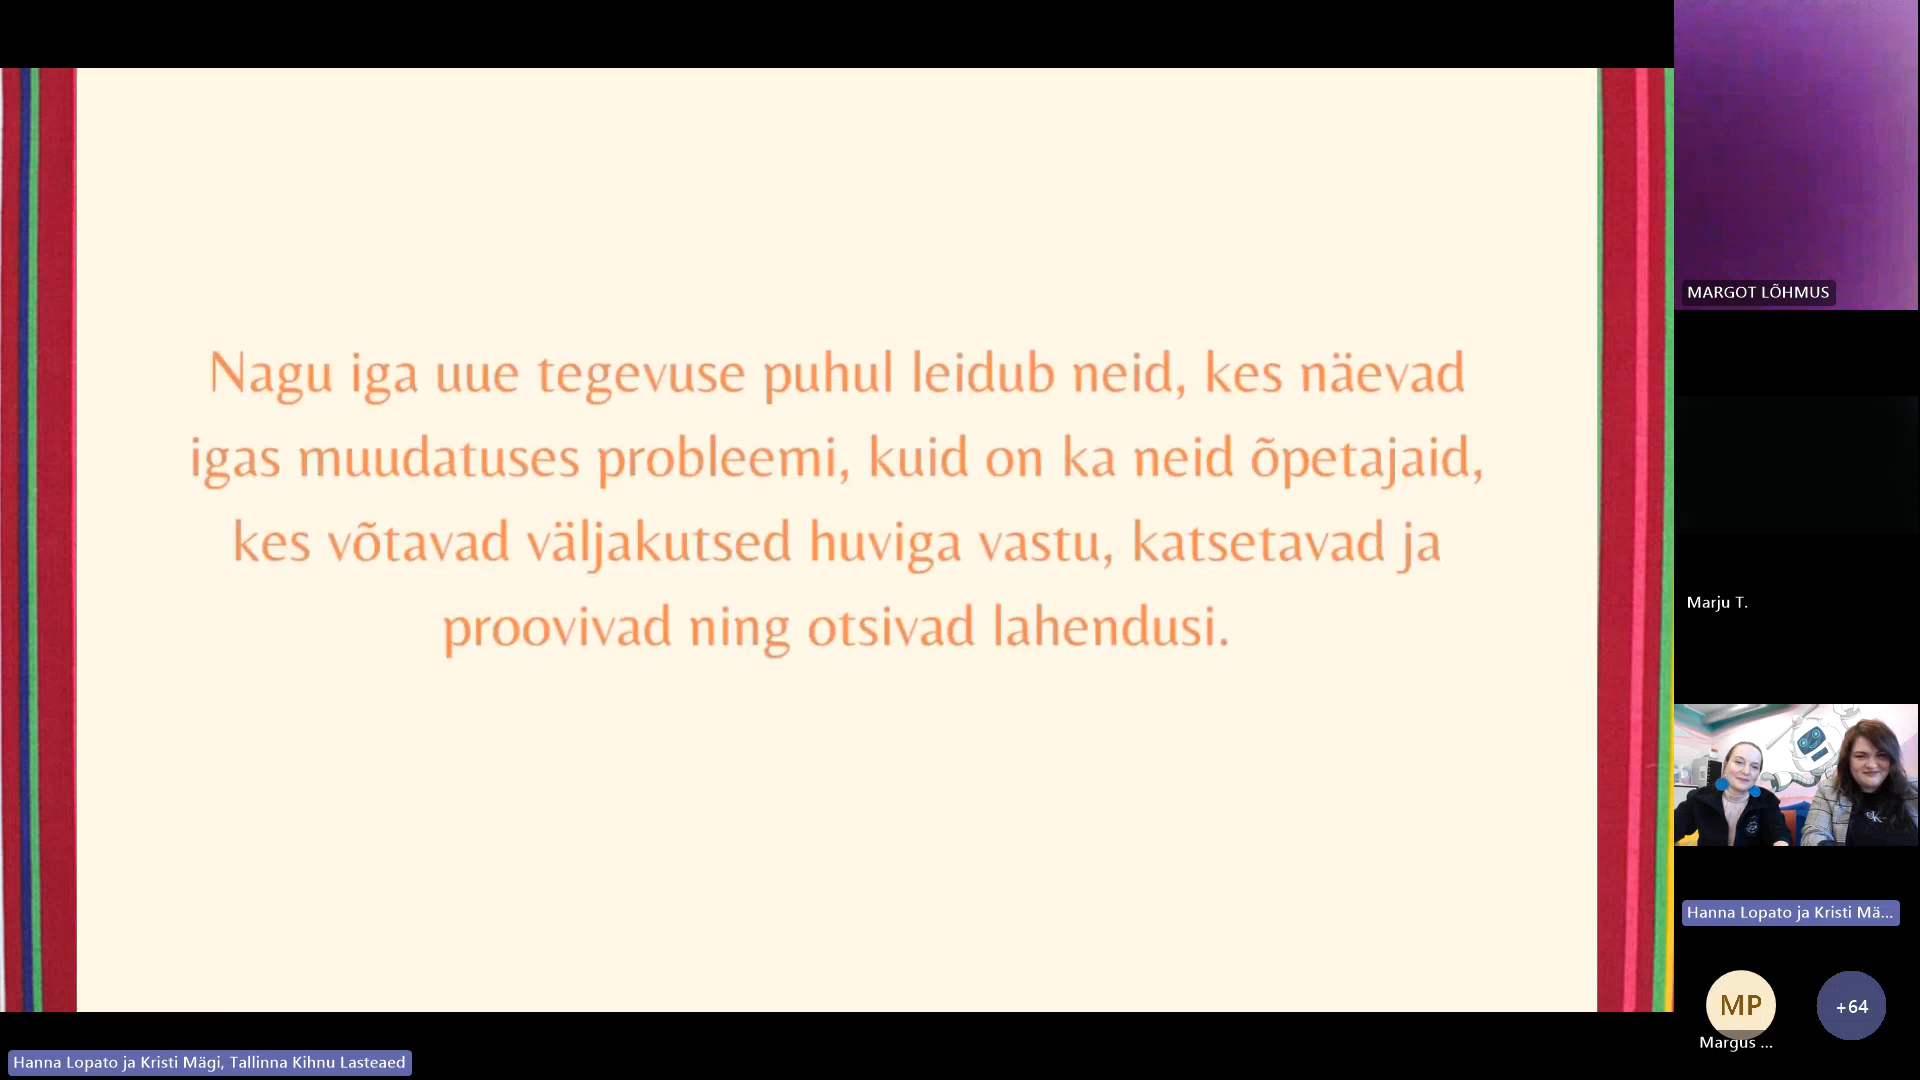 Nagu iga uue tegevuse puhul leidub neid, kes näevad
igas muudatuses probleemi, kuid on ka neid õpetajaid,
kes võtavad väljakutsed huviga vastu, katsetavad ja
proovivad ning otsivad lahendusi.
MARGOT LÕHMUS
Marju T.
CK
Hanna Lopato ja Kristi Mä...
MP
+64
Margus ...
Hanna Lopato ja Kristi Mägi, Tallinna Kihnu Lasteaed